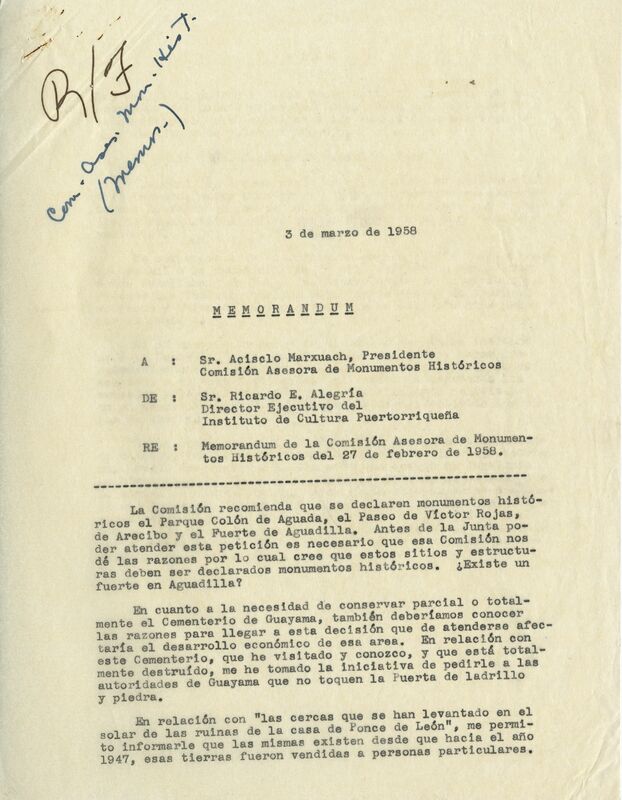 R/F
Com. Ases. Mon. Hist.
(Memos.)
3 de marzo de 1958
MEMORANDUM
A : Sr. Acisclo Marxuach, Presidente
Comisión Asesora de Monumentos Históricos
DE : Sr. Ricardo E. Alegría
Director Ejecutivo del
Instituto de Cultura Puertorriqueña
RE : Memorandum de la Comisión Asesora de Monumen-
tos Históricos del 27 de febrero de 1958.
La Comisión recomienda que se declaren monumentos histó-
ricos el Parque Colón de Aguada, el Paseo de Víctor Rojas,
de Arecibo y el Fuerte de Aguadilla. Antes de la Junta po-
der atender esta petición es necesario que esa Comisión nos
dé las razones por lo cual cree que estos sitios y estructu-
ras deben ser declarados monumentos históricos. ¿Existe un
fuerte en Aguadilla?
En cuanto a la necesidad de conservar parcial o total-
mente el Cementerio de Guayama, también deberíamos conocer
las razones para llegar a esta decisión que de atenderse afec-
taría el desarrollo económico de esa area. En relación con
este Cementerio, que he visitado y conozco, y que está total-
mente destruído, me he tomado la iniciativa de pedirle a las
autoridades de Guayama que no toquen la Puerta de ladrillo
y piedra.
En relación con "las cercas que se han levantado en el
solar de las ruinas de la casa de Ponce de León", me permi-
to informarle que las mismas existen desde que hacia el año
1947, esas tierras fueron vendidas a personas particulares.